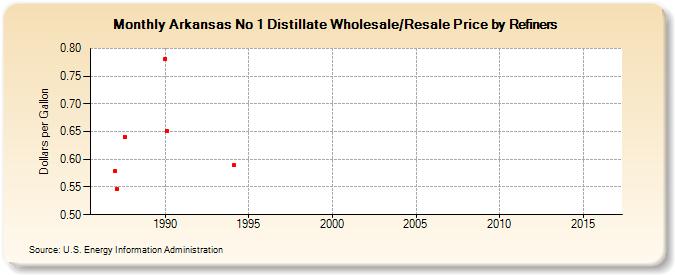 Monthly Arkansas No 1 Distillate Wholesale/Resale Price by Refiners
Dollars per Gallon
0.80
0.75
0.70
0.65
0.60
0.55
0.50
1990 1995 2000 2005 2010 2015
Source: U.S. Energy Information Administration